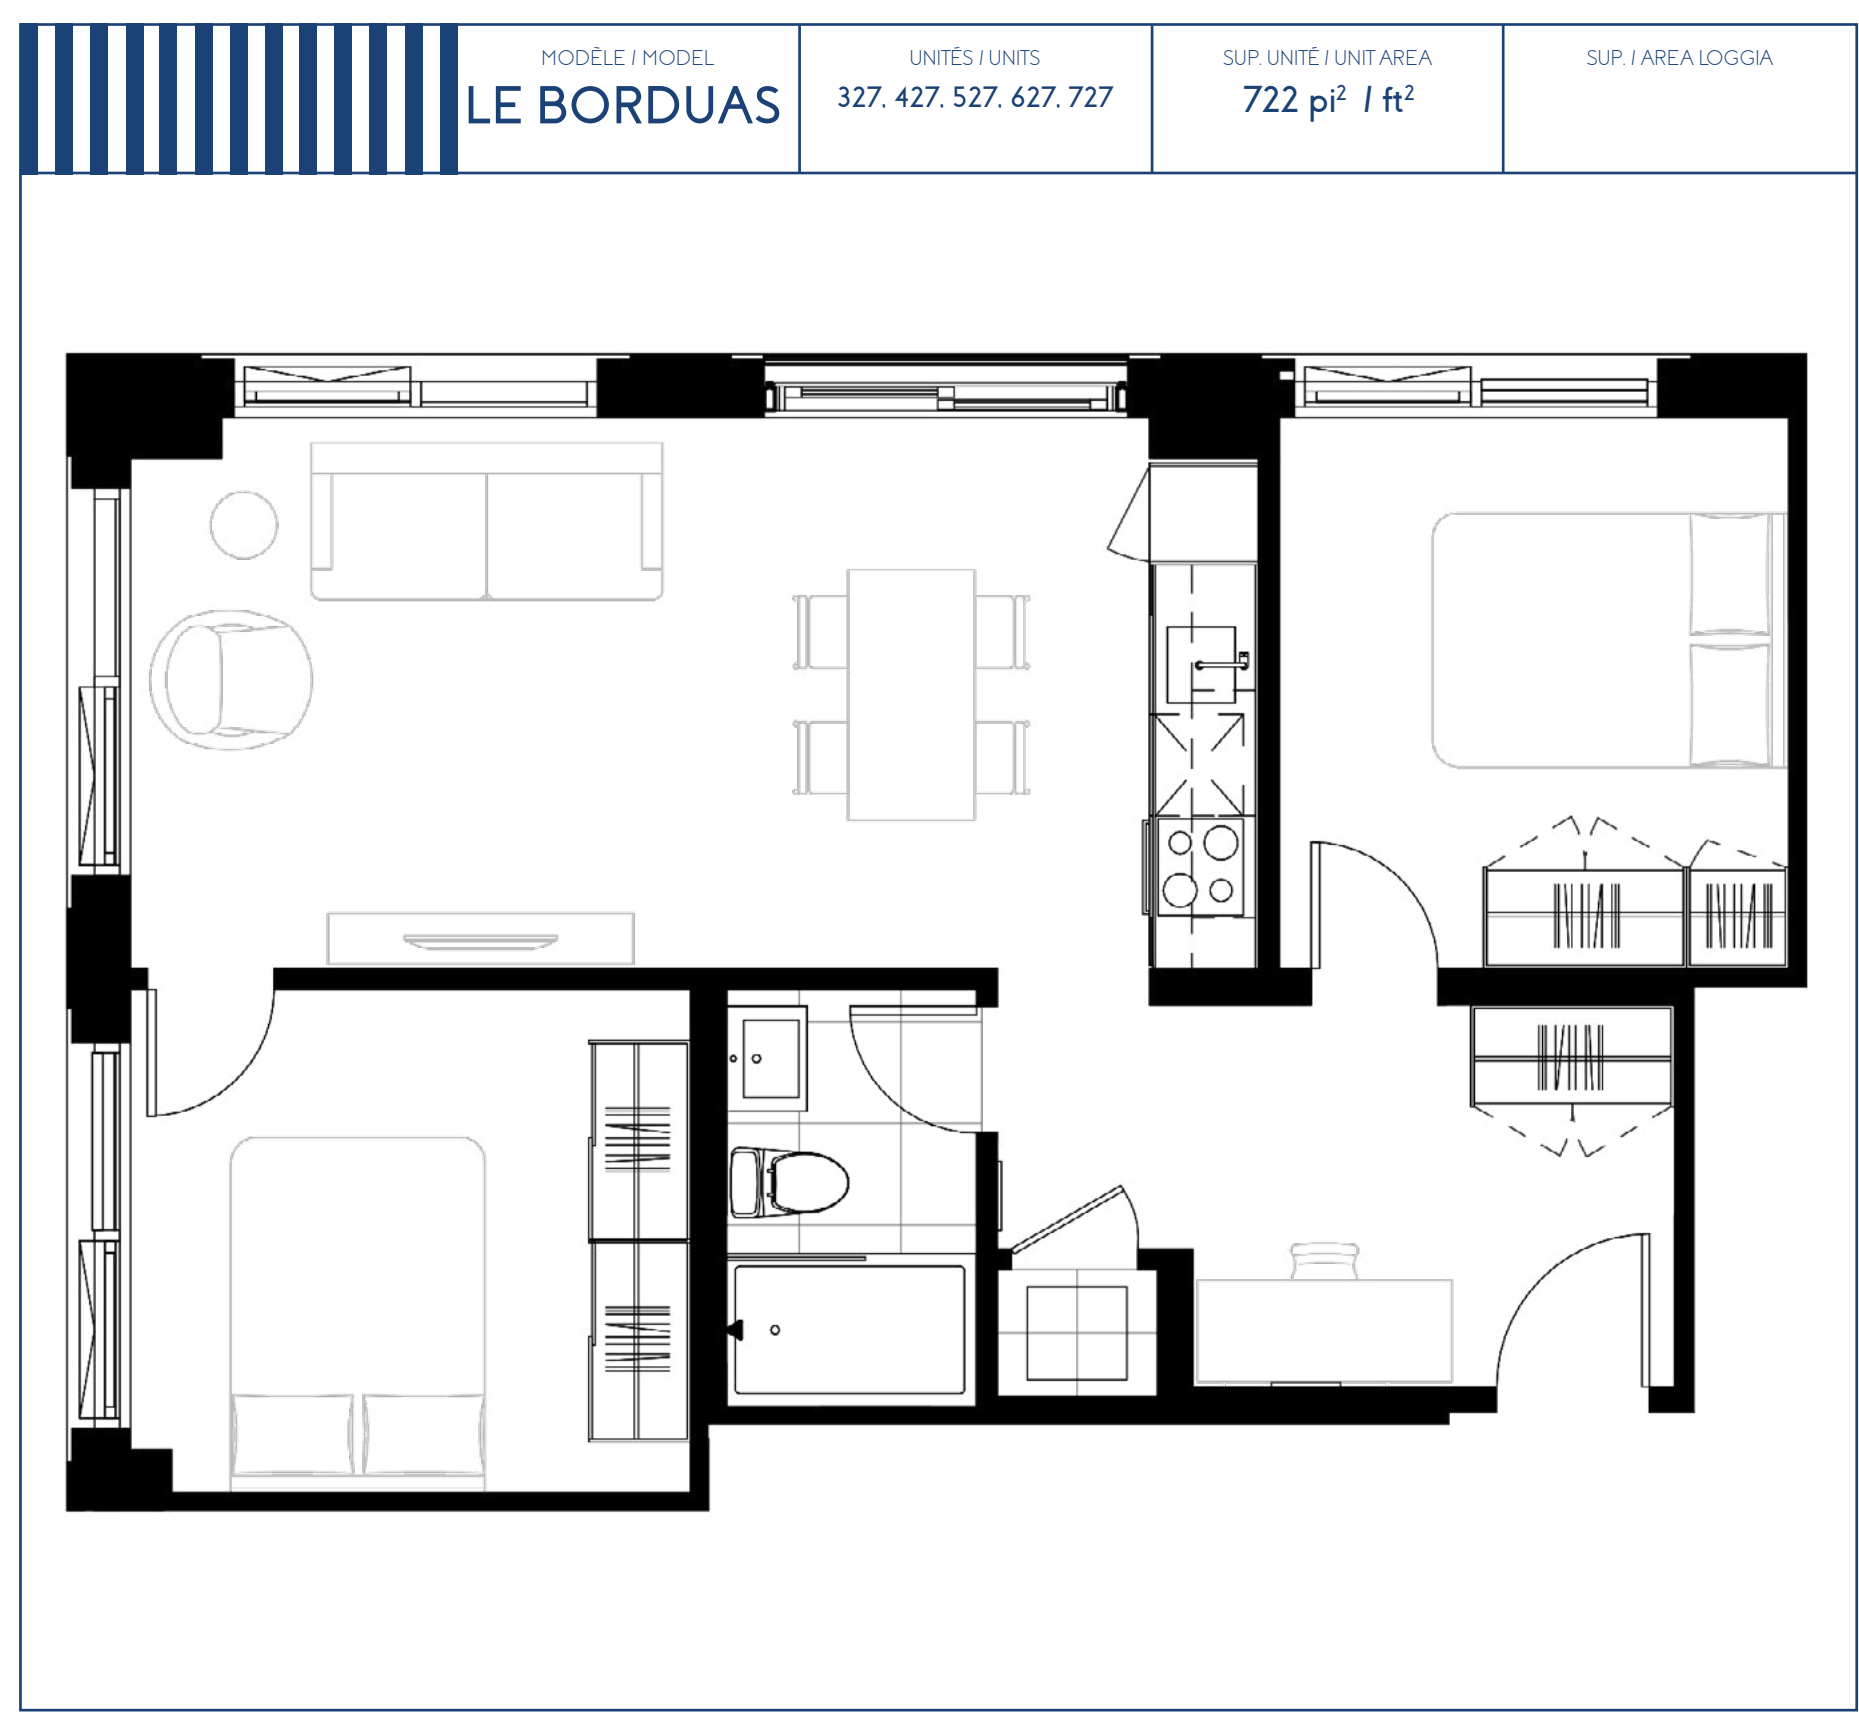 MODÈLE / MODEL
LE BORDUAS
UNITÉS / UNITS
327, 427, 527, 627, 727
SUP. UNITÉ / UNIT AREA
722 pi² / ft²
SUP. / AREA LOGGIA